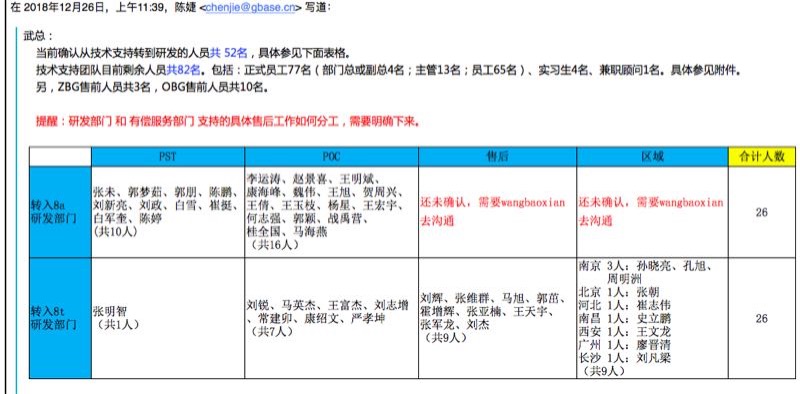 在 2018年12月26日，上午11:39，陈婕 <chenjie@gbase.cn> 写道：
武总：
当前确认从技术支持转到研发的人员共 52名，具体参见下面表格。
技术支持团队目前剩余人员共82名。包括：正式员工77名（部门总或副总4名；主管13名；员工65名）、实习生4名、兼职顾问1名。具体参见附件。
另，ZBG售前人员共3名，OBG售前人员共10名。
提醒：研发部门 和 有偿服务部门 支持的具体售后工作如何分工，需要明确下来。
PST
POC
售后
区域
合计人数
转入8a
研发部门
张未、郭梦茹、郭朋、陈鹏、
刘新亮、刘政、白雪、崔挺、
白军奎、陈婷
(共10人)
李运涛、赵景喜、王明斌、
康海峰、魏伟、王旭、贺周兴、
王倩、王玉枝、杨星、王宏宇、
何志强、郭颖、战禹营、
桂全国、马海燕
（共16人）
还未确认，需要wangbaoxian
去沟通
还未确认，需要wangbaoxian
去沟通
26
转入8t
研发部门
张明智
（共1人）
刘锐、马英杰、王富杰、刘志增
、常建卯、康绍文、严孝坤
（共7人）
刘辉、张维群、马旭、郭茁、
霍增辉、张亚楠、王天宇、
张军龙、刘杰
（共9人）
南京 3人：孙晓亮、孔旭、
周明洲
北京 1人：张朝
河北 1人：崔志伟
南昌 1人：史立鹏
西安 1人：王文龙
广州 1人：廖晋清
长沙 1人：刘凡梁
（共9人）
26